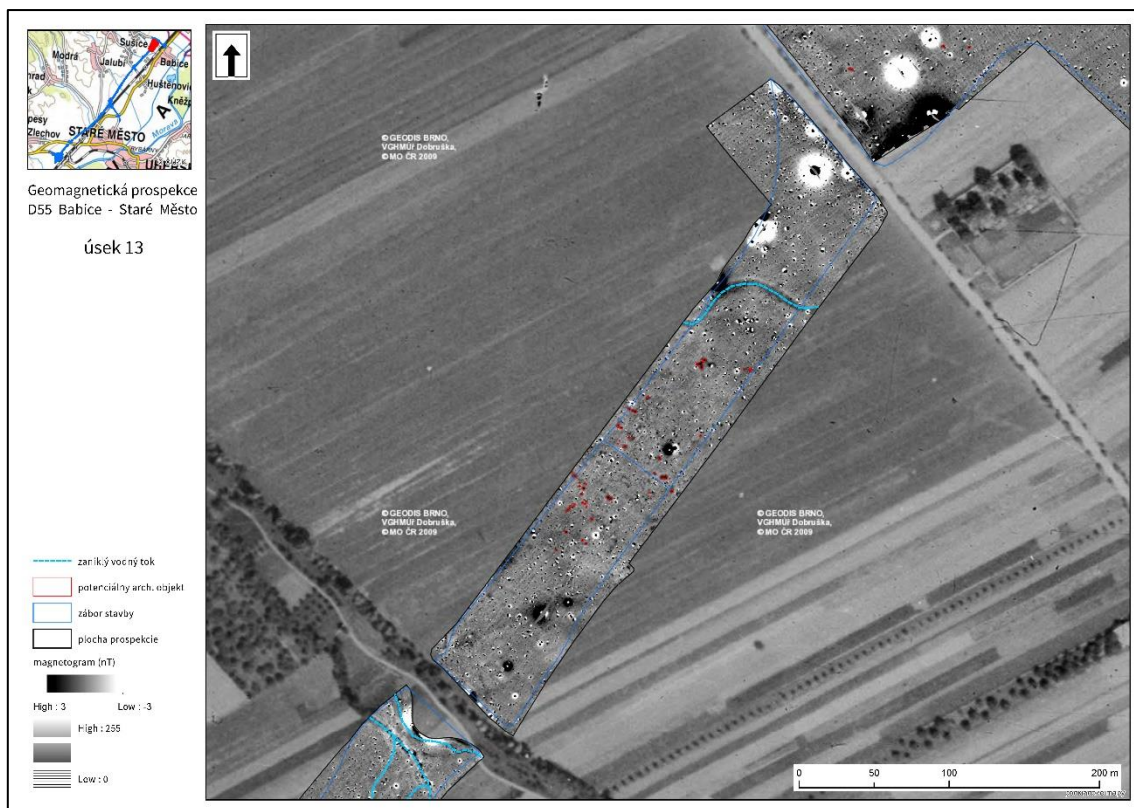 Sušice
Modrá
Jalubí
Babice
Huštěnovice
Kněžp
Zlechov
STARÉ MĚSTO
Morava
Geomagnetická prospekce
D55 Babice - Staré Město
úsek 13
zaniklý vodný tok
potenciálny arch. objekt
zábor stavby
plocha prospekcie
magnetogram (nT)
High : 3 Low : -3
High : 255
Low : 0
© GEODIS BRNO,
VGHMÚř Dobruška,
© MO ČR 2009
© GEODIS BRNO,
VGHMÚř Dobruška,
© MO ČR 2009
© GEODIS BRNO,
VGHMÚř Dobruška,
© MO ČR 2009
0 50 100 200 m